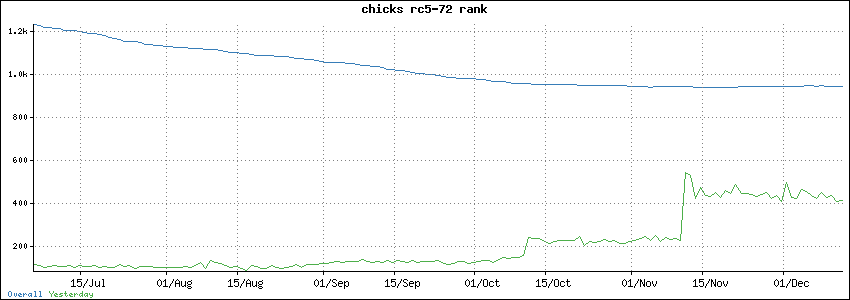 chicks rc5-72 rank
1.2k
1.0k
800
600
400
200
15/Jul 01/Aug 15/Aug 01/Sep 15/Sep 01/Oct 15/Oct 01/Nov 15/Nov 01/Dec
Overall Yesterday